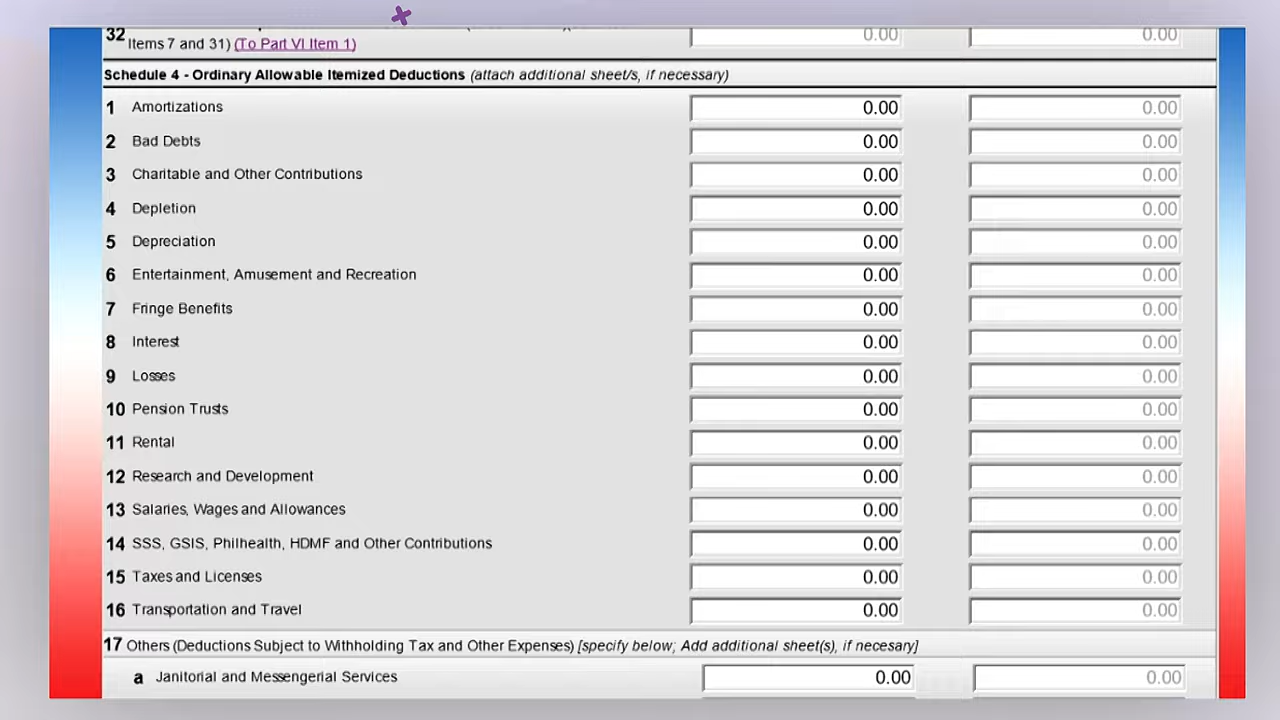 32 Items 7 and 31) (To Part VI Item 1) 0.00 0.00
Schedule 4 - Ordinary Allowable Itemized Deductions (attach additional sheet/s, if necessary)
1 Amortizations 0.00 0.00
2 Bad Debts 0.00 0.00
3 Charitable and Other Contributions 0.00 0.00
4 Depletion 0.00 0.00
5 Depreciation 0.00 0.00
6 Entertainment, Amusement and Recreation 0.00 0.00
7 Fringe Benefits 0.00 0.00
8 Interest 0.00 0.00
9 Losses 0.00 0.00
10 Pension Trusts 0.00 0.00
11 Rental 0.00 0.00
12 Research and Development 0.00 0.00
13 Salaries, Wages and Allowances 0.00 0.00
14 SSS, GSIS, Philhealth, HDMF and Other Contributions 0.00 0.00
15 Taxes and Licenses 0.00 0.00
16 Transportation and Travel 0.00 0.00
17 Others (Deductions Subject to Withholding Tax and Other Expenses) [specify below; Add additional sheet(s), if necesary]
a Janitorial and Messengerial Services 0.00 0.00